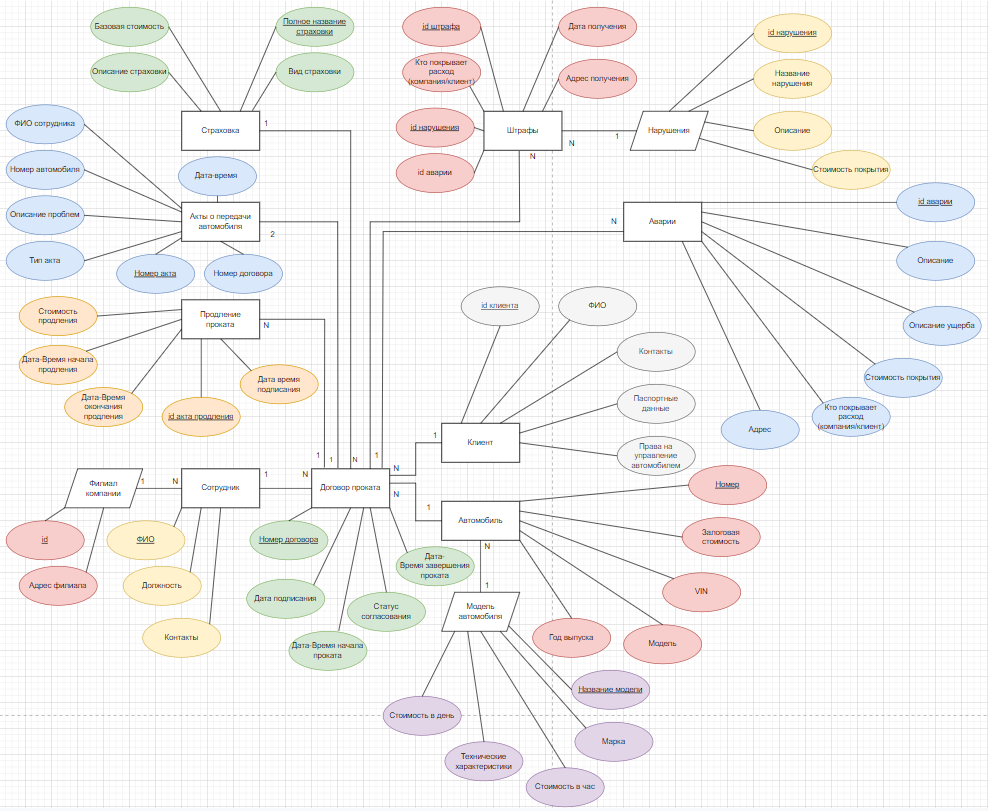 Базовая стоимость
Полное название
страховки
Описание страховки
Вид страховки
Страховка
1
id штрафа
Дата получения
Кто покрывает
расход
(компания/клиент)
Адрес получения
id нарушения
id аварии
Штрафы
N
N
1
Нарушения
id нарушения
Название
нарушения
Описание
Стоимость покрытия
ФИО сотрудника
Номер автомобиля
Описание проблем
Тип акта
Дата-время
Акты о передачи
автомобиля
2
Номер акта
Номер договора
N
Аварии
id аварии
Описание
Описание ущерба
Стоимость покрытия
Кто покрывает
расход
(компания/клиент)
Адрес
Стоимость
продления
Продление
проката
N
Дата-Время начала
продления
Дата-Время
окончания
продления
id акта продления
Дата время
подписания
id клиента
ФИО
Контакты
Паспортные
данные
Права на
управление
автомобилем
Клиент
1
1
1
N
1
N
N
Филиал
компании
1
N
Сотрудник
1
N
Договор проката
id
Адрес филиала
ФИО
Должность
Контакты
Номер договора
Дата подписания
Дата-Время начала
проката
Статус
согласования
Дата-
Время завершения
проката
1
Автомобиль
N
1
Номер
Залоговая
стоимость
VIN
Модель
Год выпуска
Модель
автомобиля
Название модели
Стоимость в день
Марка
Технические
характеристики
Стоимость в час